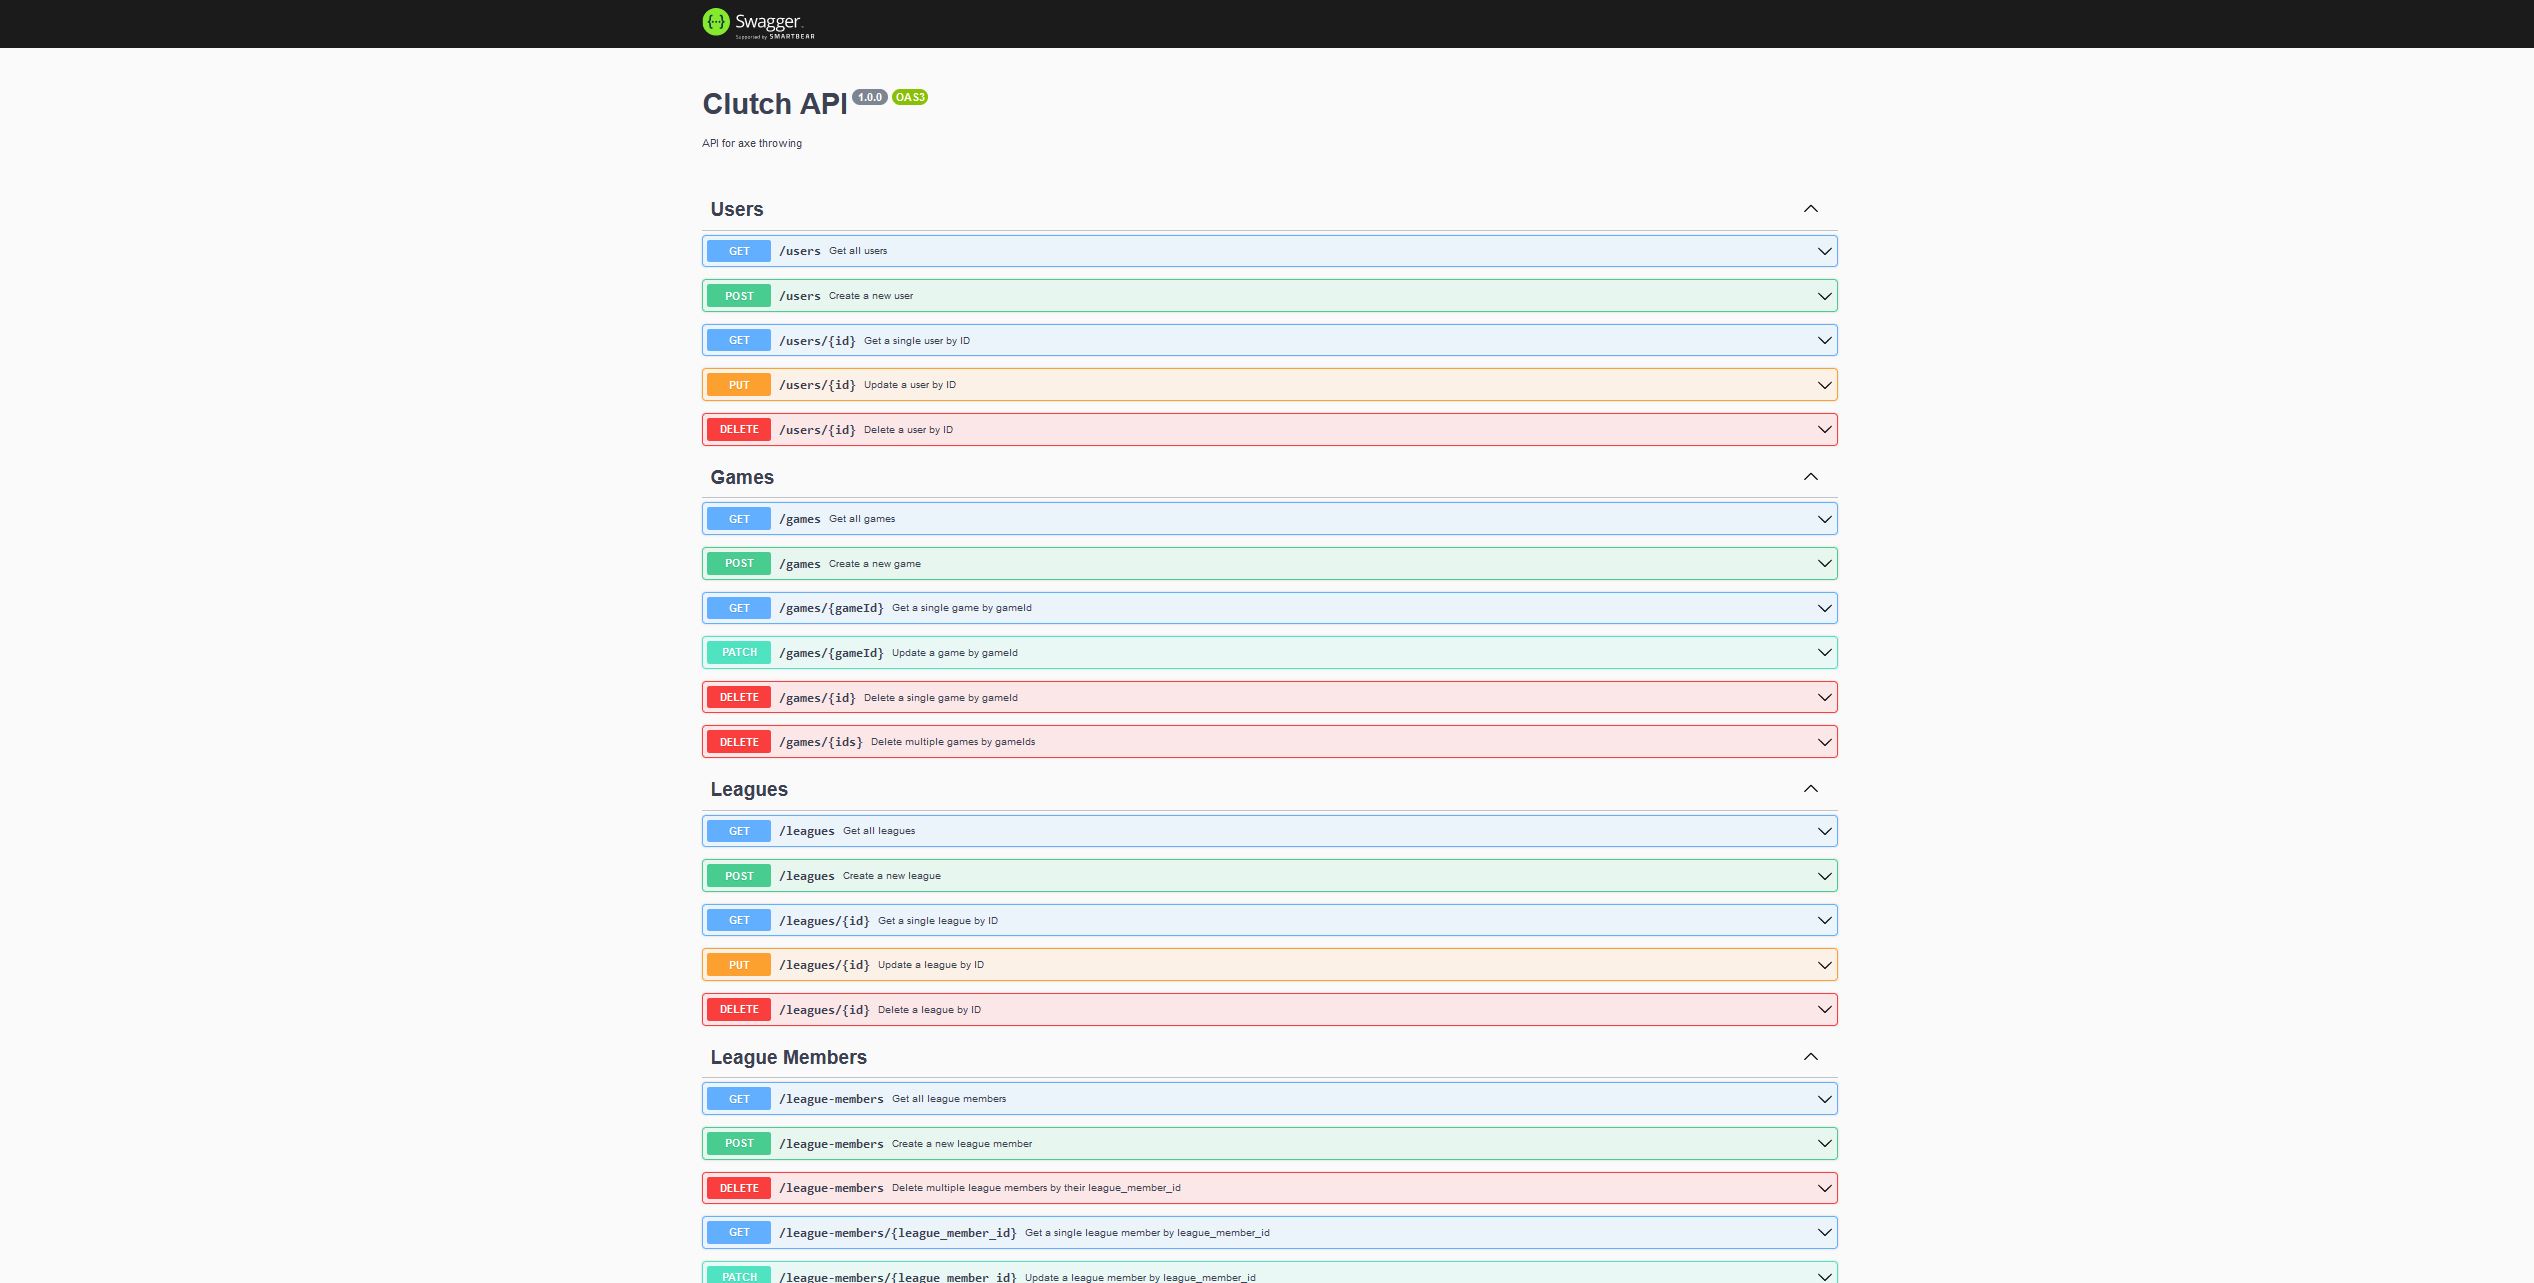 Swagger
Supported by SMARTBEAR
Clutch API 1.0.0 OAS3
API for axe throwing
Users
GET /users Get all users
POST /users Create a new user
GET /users/{id} Get a single user by ID
PUT /users/{id} Update a user by ID
DELETE /users/{id} Delete a user by ID
Games
GET /games Get all games
POST /games Create a new game
GET /games/{gameId} Get a single game by gameId
PATCH /games/{gameId} Update a game by gameId
DELETE /games/{id} Delete a single game by gameId
DELETE /games/{ids} Delete multiple games by gameIds
Leagues
GET /leagues Get all leagues
POST /leagues Create a new league
GET /leagues/{id} Get a single league by ID
PUT /leagues/{id} Update a league by ID
DELETE /leagues/{id} Delete a league by ID
League Members
GET /league-members Get all league members
POST /league-members Create a new league member
DELETE /league-members Delete multiple league members by their league_member_id
GET /league-members/{league_member_id} Get a single league member by league_member_id
PATCH /league-members/{league_member_id} Update a league member by league_member_id